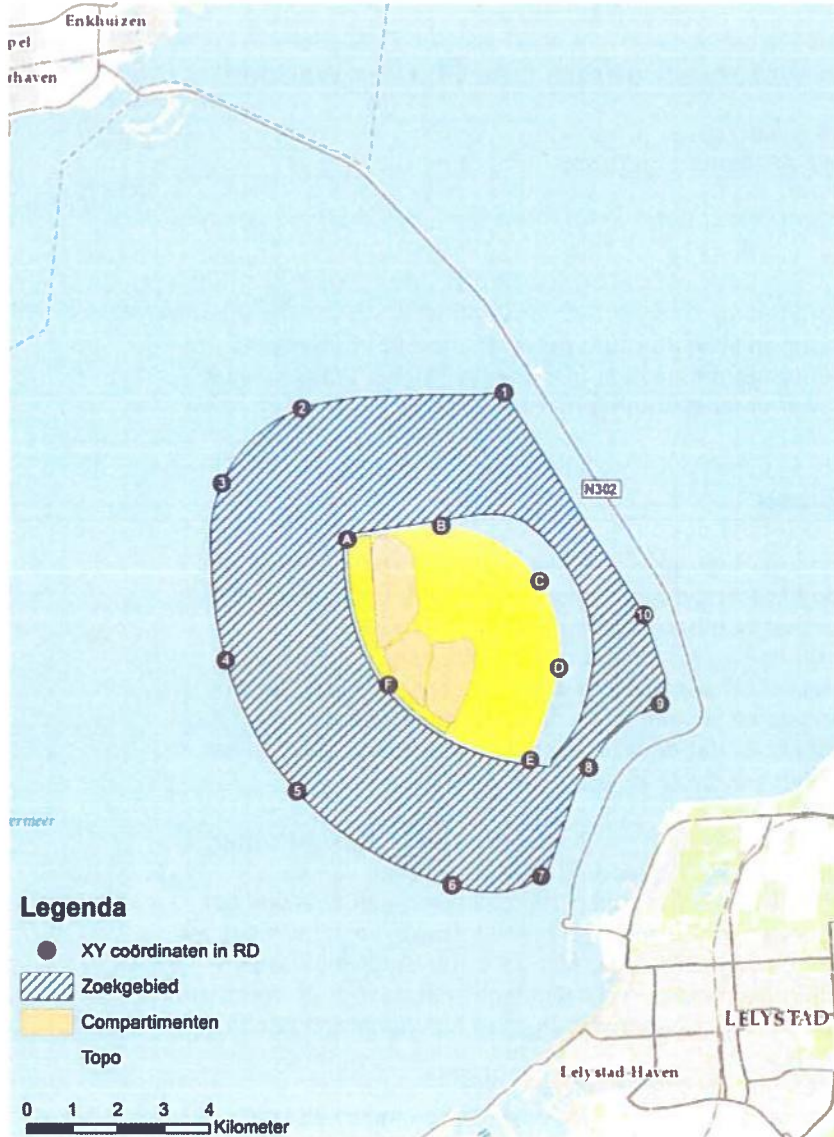 Enkhuizen
pel
rhaven
1
2
3
N302
A
B
C
10
4
D
F
9
E
8
5
ermeer
7
6
Legenda
XY coördinaten in RD
Zoekgebied
Compartimenten
Topo
LELYSTAD
Lelystad-Haven
0 1 2 3 4
Kilometer